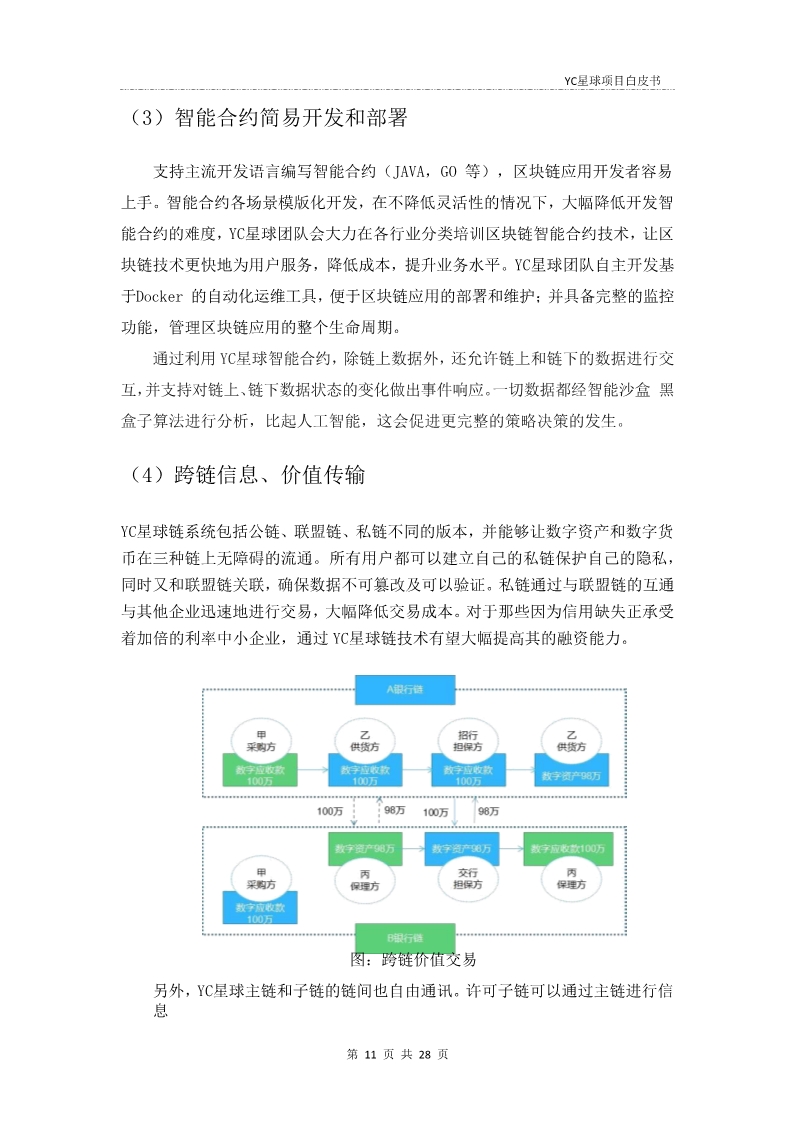 YC星球项目白皮书
（3）智能合约简易开发和部署
支持主流开发语言编写智能合约（JAVA，GO 等），区块链应用开发者容易
上手。智能合约各场景模版化开发，在不降低灵活性的情况下，大幅降低开发智
能合约的难度，YC星球团队会大力在各行业分类培训区块链智能合约技术，让区
块链技术更快地为用户服务，降低成本，提升业务水平。YC星球团队自主开发基
于Docker 的自动化运维工具，便于区块链应用的部署和维护；并具备完整的监控
功能，管理区块链应用的整个生命周期。
通过利用 YC星球智能合约，除链上数据外，还允许链上和链下的数据进行交
互，并支持对链上、链下数据状态的变化做出事件响应。一切数据都经智能沙盒 黑
盒子算法进行分析，比起人工智能，这会促进更完整的策略决策的发生。
（4）跨链信息、价值传输
YC星球链系统包括公链、联盟链、私链不同的版本，并能够让数字资产和数字货
币在三种链上无障碍的流通。所有用户都可以建立自己的私链保护自己的隐私，
同时又和联盟链关联，确保数据不可篡改及可以验证。私链通过与联盟链的互通
与其他企业迅速地进行交易，大幅降低交易成本。对于那些因为信用缺失正承受
着加倍的利率中小企业，通过 YC星球链技术有望大幅提高其的融资能力。
A银行链
甲
采购方
数字应收款
100万
乙
供货方
数字应收款
100万
招行
担保方
数字应收款
100万
乙
供货方
数字资产98万
100万
98万
100万
98万
甲
采购方
数字应收款
100万
数字资产98万
丙
保理方
数字资产98万
交行
担保方
数字应收款100万
丙
保理方
B银行链
图：跨链价值交易
另外，YC星球主链和子链的链间也自由通讯。许可子链可以通过主链进行信
息
第 11 页 共 28 页